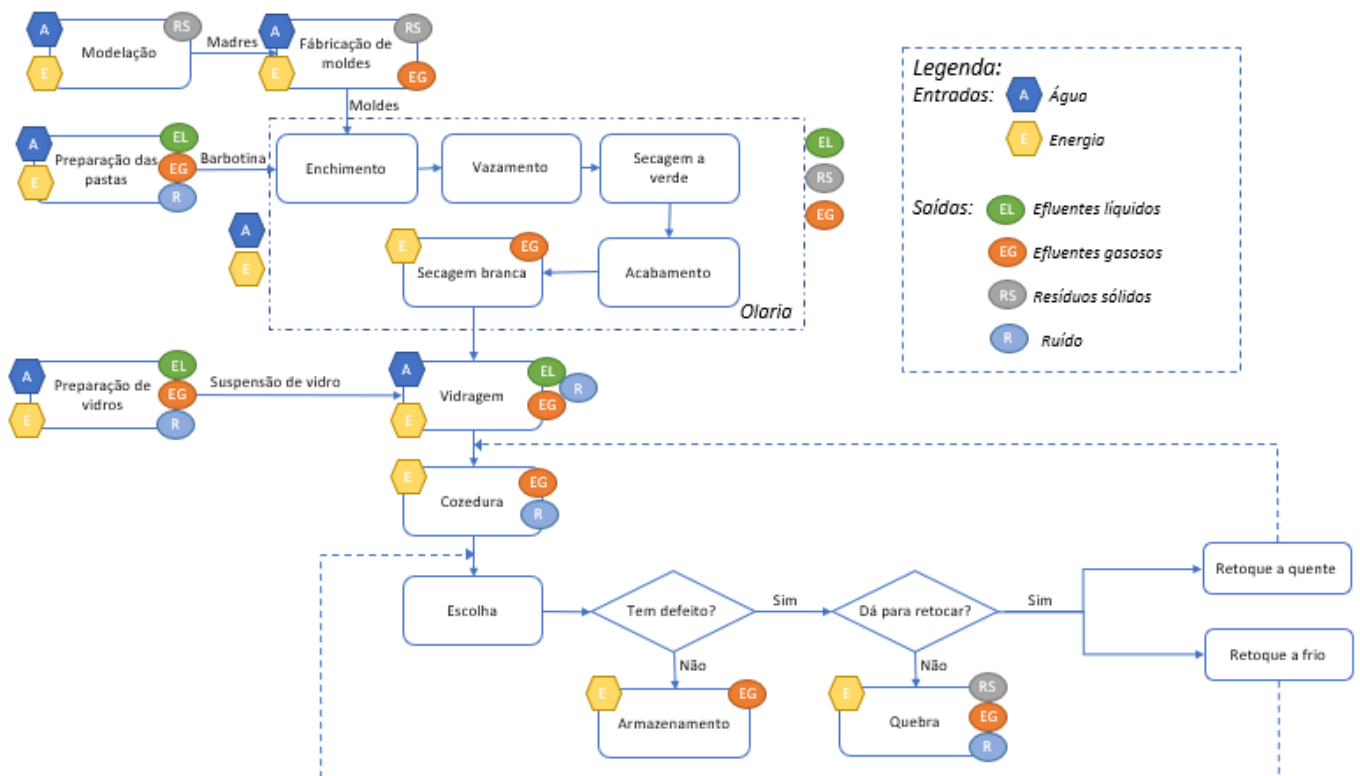 A
RS
Modelação
E
Madres
A
RS
Fábricação de
moldes
E
EG
Moldes
Legenda:
Entradas:
A
Água
E
Energia
Saídas:
EL
Efluentes líquidos
EG
Efluentes gasosos
RS
Resíduos sólidos
R
Ruído
A
EL
Preparação das
pastas
EG
E
R
Barbotina
Enchimento
Vazamento
Secagem a
verde
EL
RS
EG
A
E
E
EG
Secagem branca
Acabamento
Olaria
A
EL
Preparação de
vidros
EG
E
R
Suspensão de vidro
A
EL
R
Vidragem
E
EG
E
EG
Cozedura
R
Escolha
Tem defeito?
Sim
Dá para retocar?
Sim
Retoque a quente
Retoque a frio
Não
Não
E
EG
Armazenamento
E
RS
EG
Quebra
R